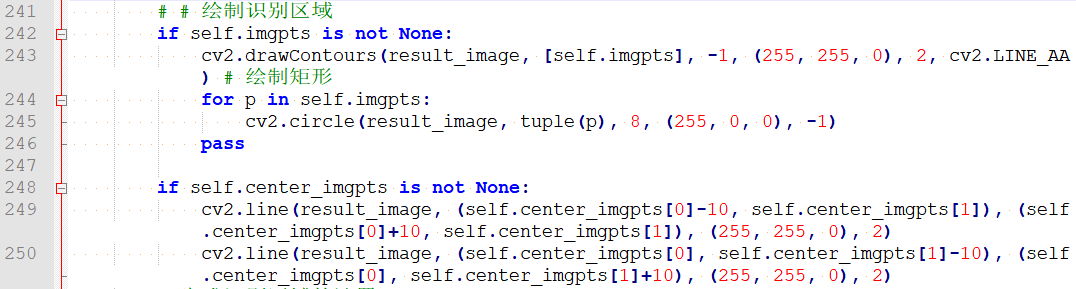 241 # # 绘制识别区域
242 if self.imgpts is not None:
243 cv2.drawContours(result_image, [self.imgpts], -1, (255, 255, 0), 2, cv2.LINE_AA
) # 绘制矩形
244 for p in self.imgpts:
245 cv2.circle(result_image, tuple(p), 8, (255, 0, 0), -1)
246 pass
247
248 if self.center_imgpts is not None:
249 cv2.line(result_image, (self.center_imgpts[0]-10, self.center_imgpts[1]), (self
.center_imgpts[0]+10, self.center_imgpts[1]), (255, 255, 0), 2)
250 cv2.line(result_image, (self.center_imgpts[0], self.center_imgpts[1]-10), (self
.center_imgpts[0], self.center_imgpts[1]+10), (255, 255, 0), 2)